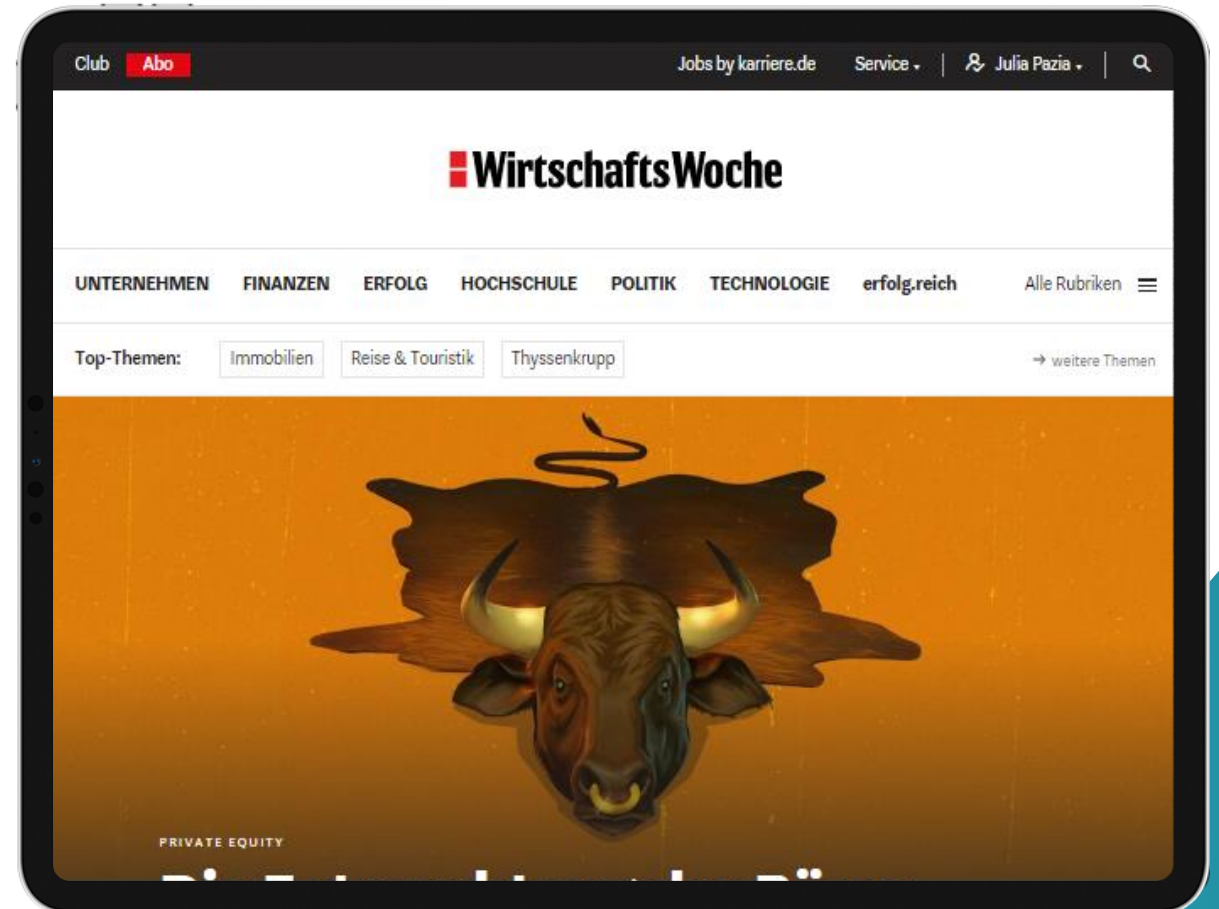 Club Abo Jobs by karriere.de Service Julia Pazia
WirtschaftsWoche
UNTERNEHMEN FINANZEN ERFOLG HOCHSCHULE POLITIK TECHNOLOGIE erfolg.reich Alle Rubriken
Top-Themen: Immobilien Reise & Touristik Thyssenkrupp → weitere Themen
PRIVATE EQUITY